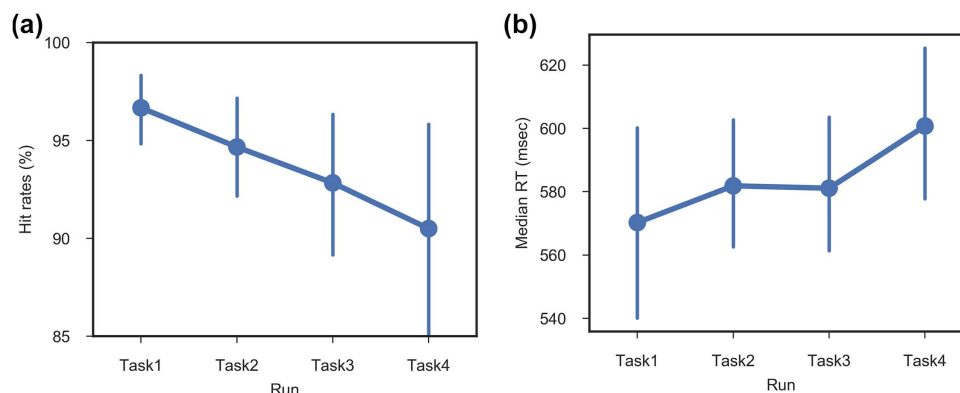 (a)
100
95
90
85
Hit rates (%)
Task1 Task2 Task3 Task4
Run
(b)
620
600
580
560
540
Median RT (msec)
Task1 Task2 Task3 Task4
Run